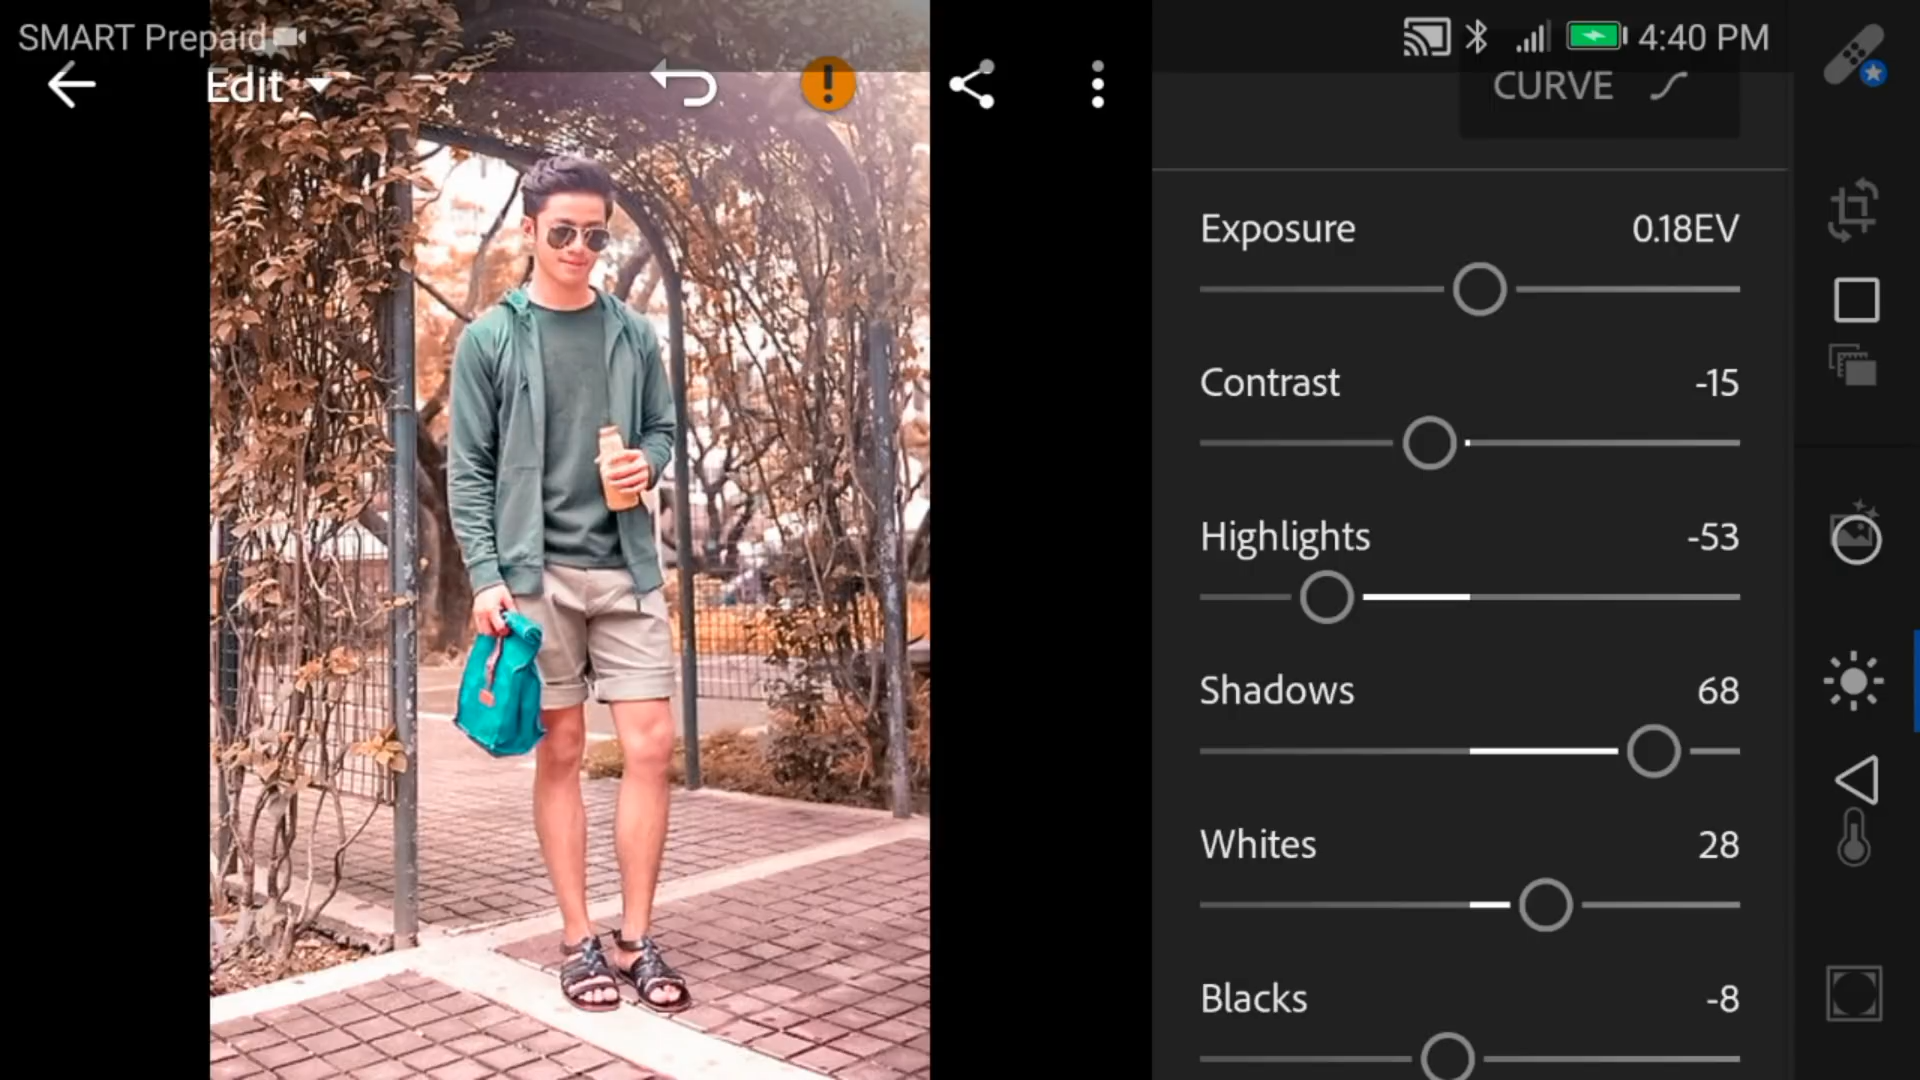 SMART Prepaid
4:40 PM
Edit
CURVE
Exposure 0.18EV
Contrast -15
Highlights -53
Shadows 68
Whites 28
Blacks -8